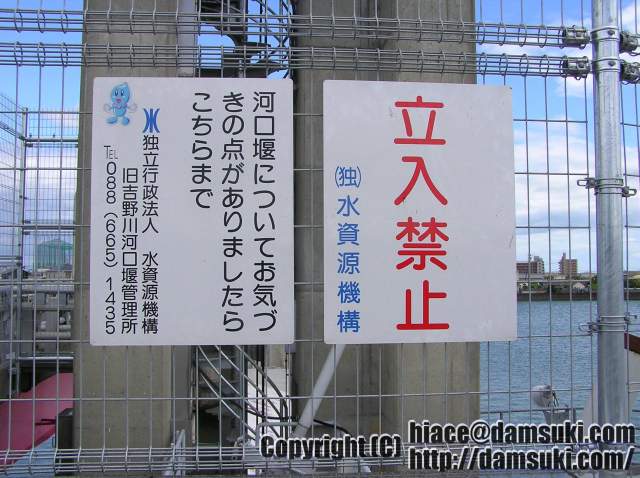 河口堰についてお気づ
きの点がありましたら
こちらまで
独立行政法人 水資源機構
旧吉野川河口堰管理所
TEL 088（665）1435
立入禁止
㈱水資源機構
Copyright (C) hiace@damsuki.com
http://damsuki.com/